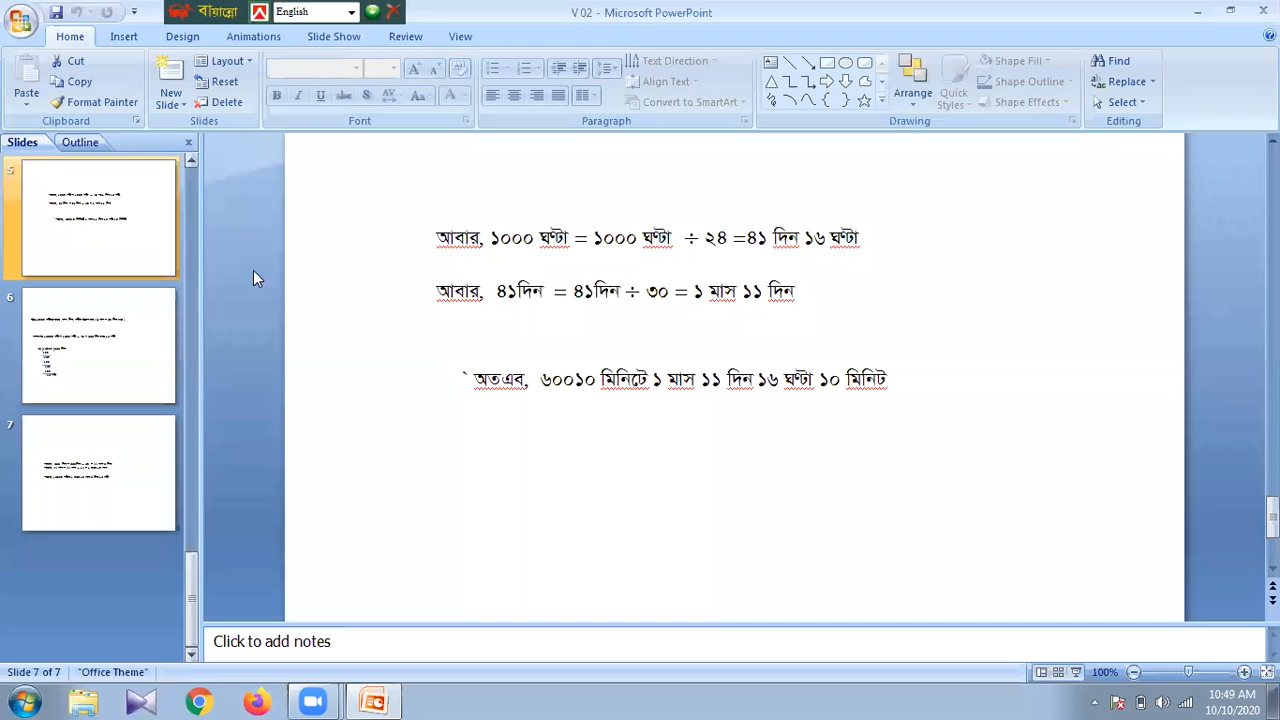 বায়ান্নো English V 02 - Microsoft PowerPoint
Home Insert Design Animations Slide Show Review View
Cut Layout Text Direction Shape Fill Find
Paste Copy New Slide Reset Align Text Arrange Quick Styles Shape Outline Replace
Format Painter Delete Convert to SmartArt Shape Effects Select
Clipboard Slides Font Paragraph Drawing Editing
Slides Outline
5
6
7
আবার, ১০০০ ঘণ্টা = ১০০০ ঘণ্টা ÷ ২৪ =৪১ দিন ১৬ ঘণ্টা
আবার, ৪১দিন = ৪১দিন ÷ ৩০ = ১ মাস ১১ দিন
` অতএব, ৬০০১০ মিনিটে ১ মাস ১১ দিন ১৬ ঘণ্টা ১০ মিনিট
Click to add notes
Slide 7 of 7 "Office Theme" 100%
10:49 AM
10/10/2020